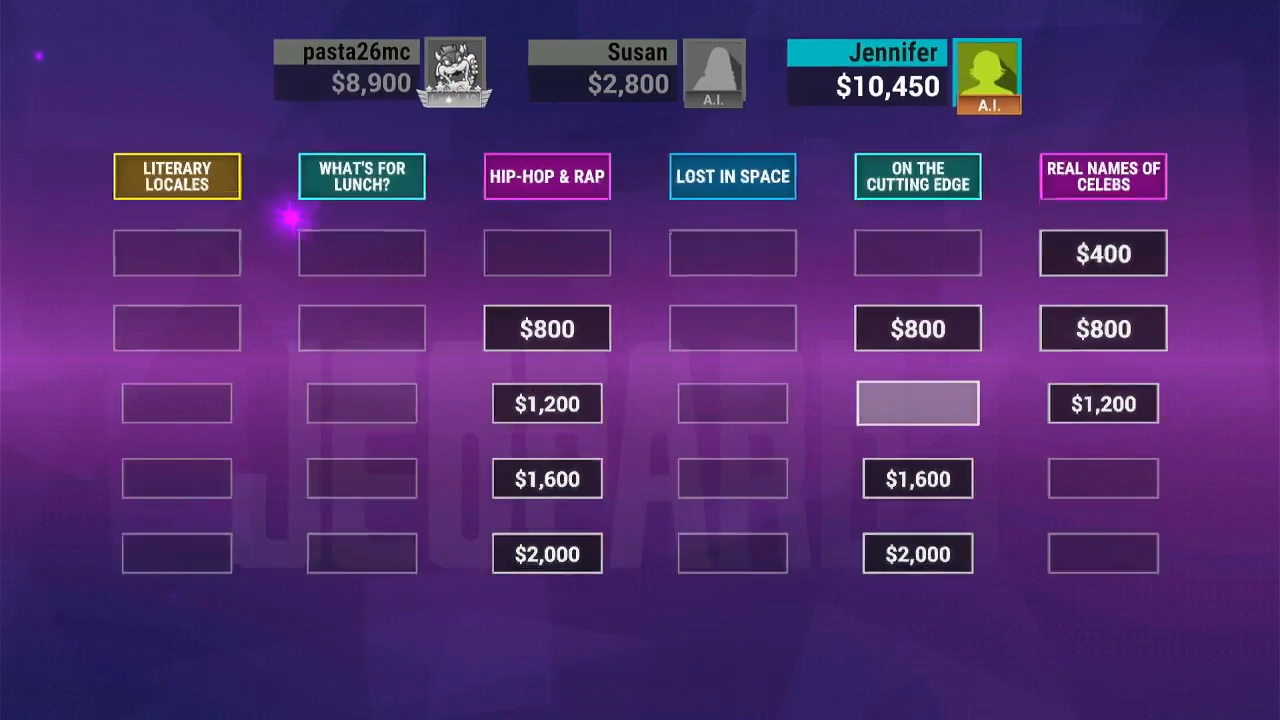 pasta26mc
$8,900
Susan
$2,800
A.I.
Jennifer
$10,450
A.I.
LITERARY
LOCALES
WHAT'S FOR
LUNCH?
HIP-HOP & RAP
LOST IN SPACE
ON THE
CUTTING EDGE
REAL NAMES OF
CELEBS
$400
$800
$800
$800
$1,200
$1,200
$1,600
$1,600
$2,000
$2,000